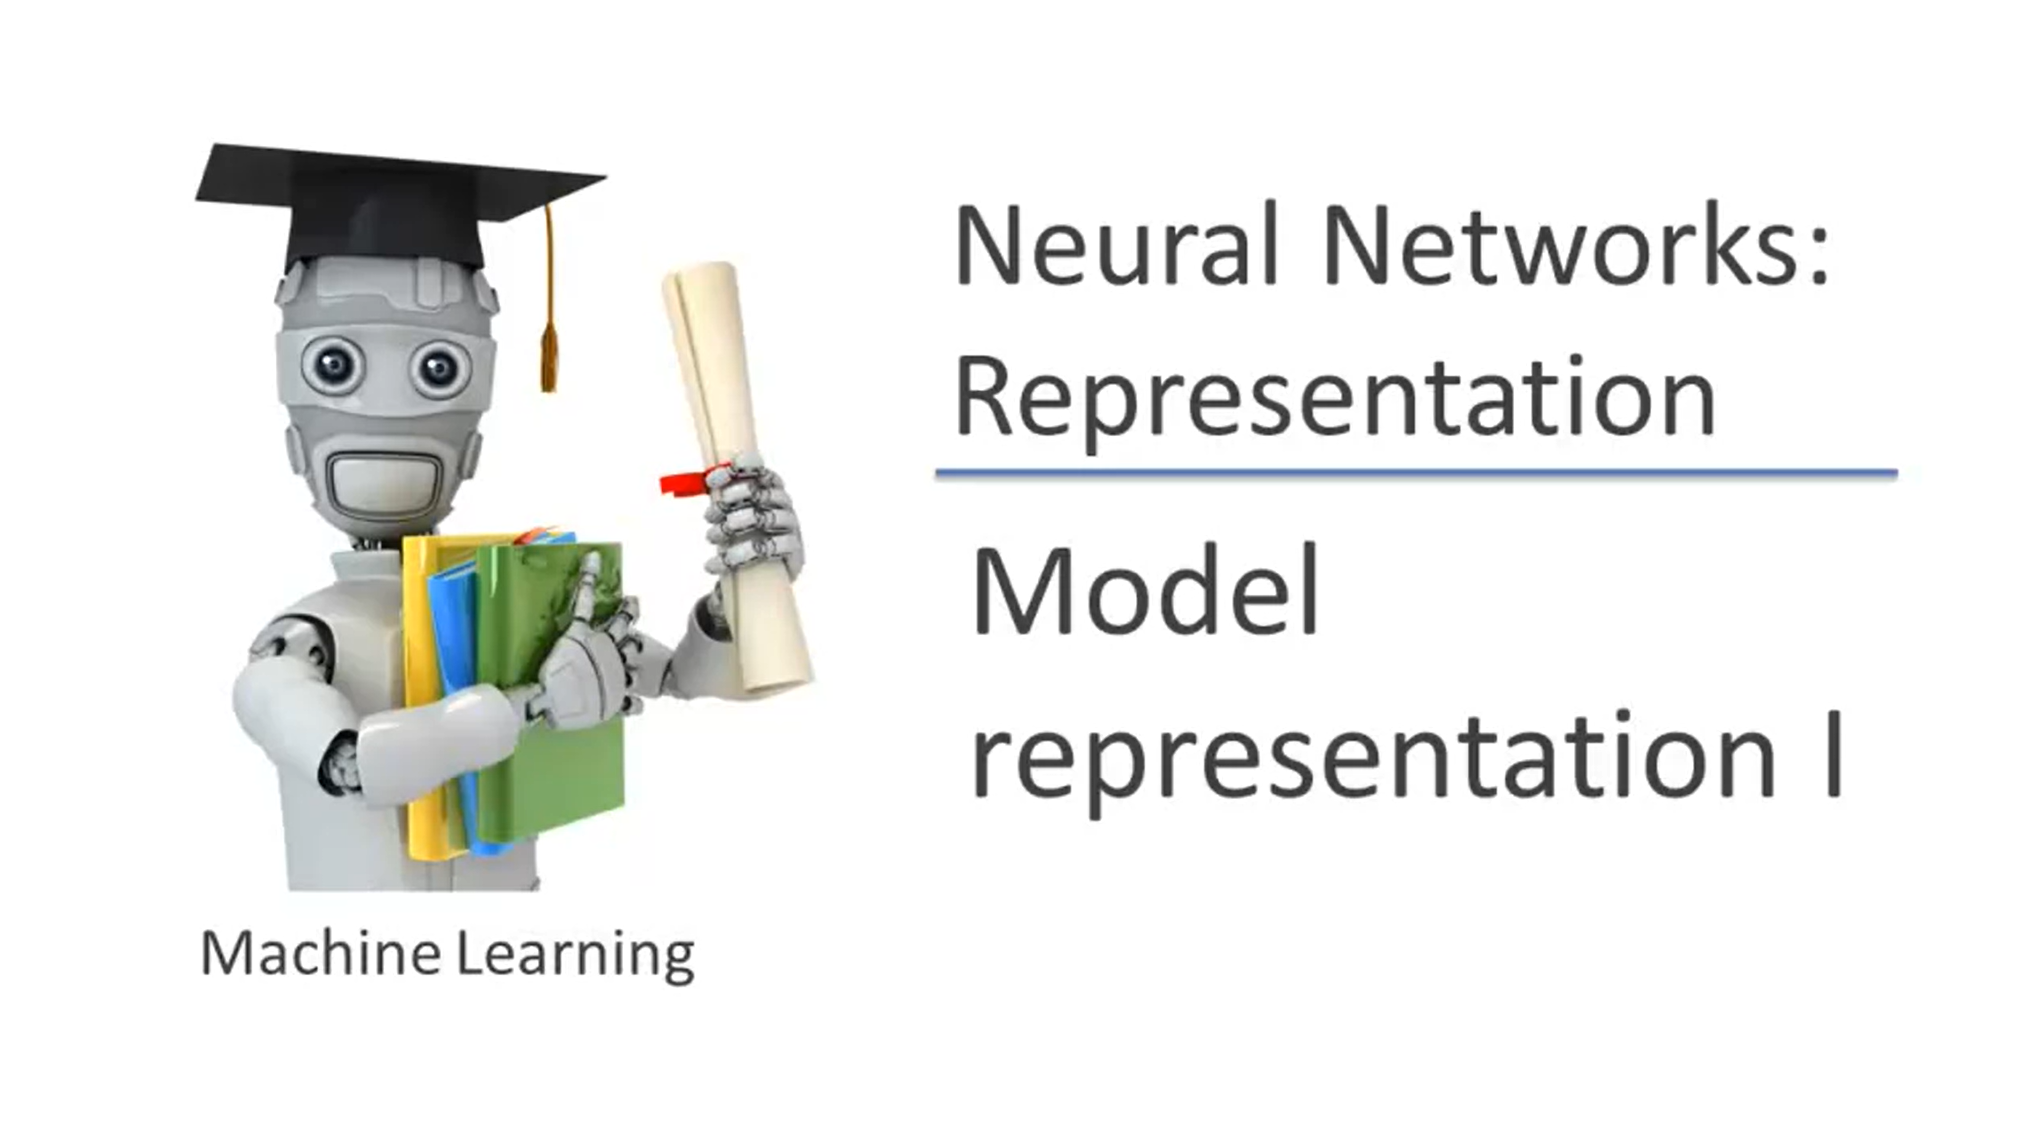 Neural Networks:
Representation
Model
representation I
Machine Learning